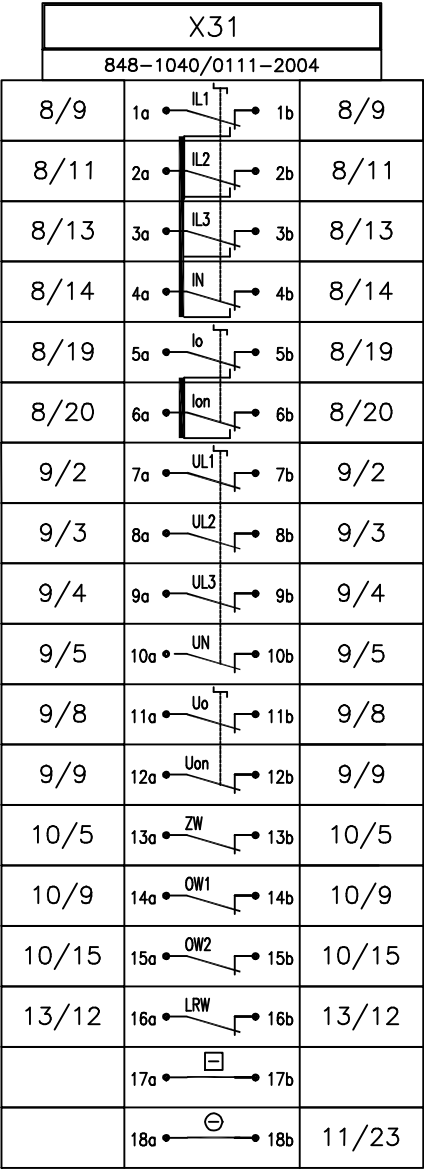 X31
848-1040/0111-2004
8/9 1a IL1 1b 8/9
8/11 2a IL2 2b 8/11
8/13 3a IL3 3b 8/13
8/14 4a IN 4b 8/14
8/19 5a Io 5b 8/19
8/20 6a Ion 6b 8/20
9/2 7a UL1 7b 9/2
9/3 8a UL2 8b 9/3
9/4 9a UL3 9b 9/4
9/5 10a UN 10b 9/5
9/8 11a Uo 11b 9/8
9/9 12a Uon 12b 9/9
10/5 13a ZW 13b 10/5
10/9 14a OW1 14b 10/9
10/15 15a OW2 15b 10/15
13/12 16a LRW 16b 13/12
17a 17b
18a 18b 11/23